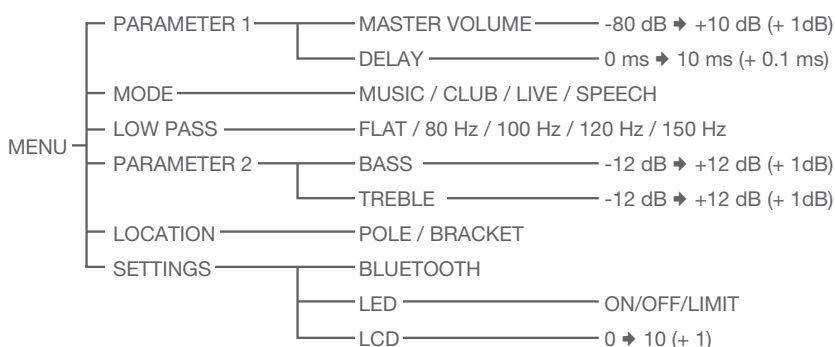 PARAMETER 1 MASTER VOLUME -80 dB ➧ +10 dB (+ 1dB)
DELAY 0 ms ➧ 10 ms (+ 0.1 ms)
MODE MUSIC / CLUB / LIVE / SPEECH
LOW PASS FLAT / 80 Hz / 100 Hz / 120 Hz / 150 Hz
MENU
PARAMETER 2 BASS -12 dB ➧ +12 dB (+ 1dB)
TREBLE -12 dB ➧ +12 dB (+ 1dB)
LOCATION POLE / BRACKET
SETTINGS BLUETOOTH
LED ON/OFF/LIMIT
LCD 0 ➧ 10 (+ 1)